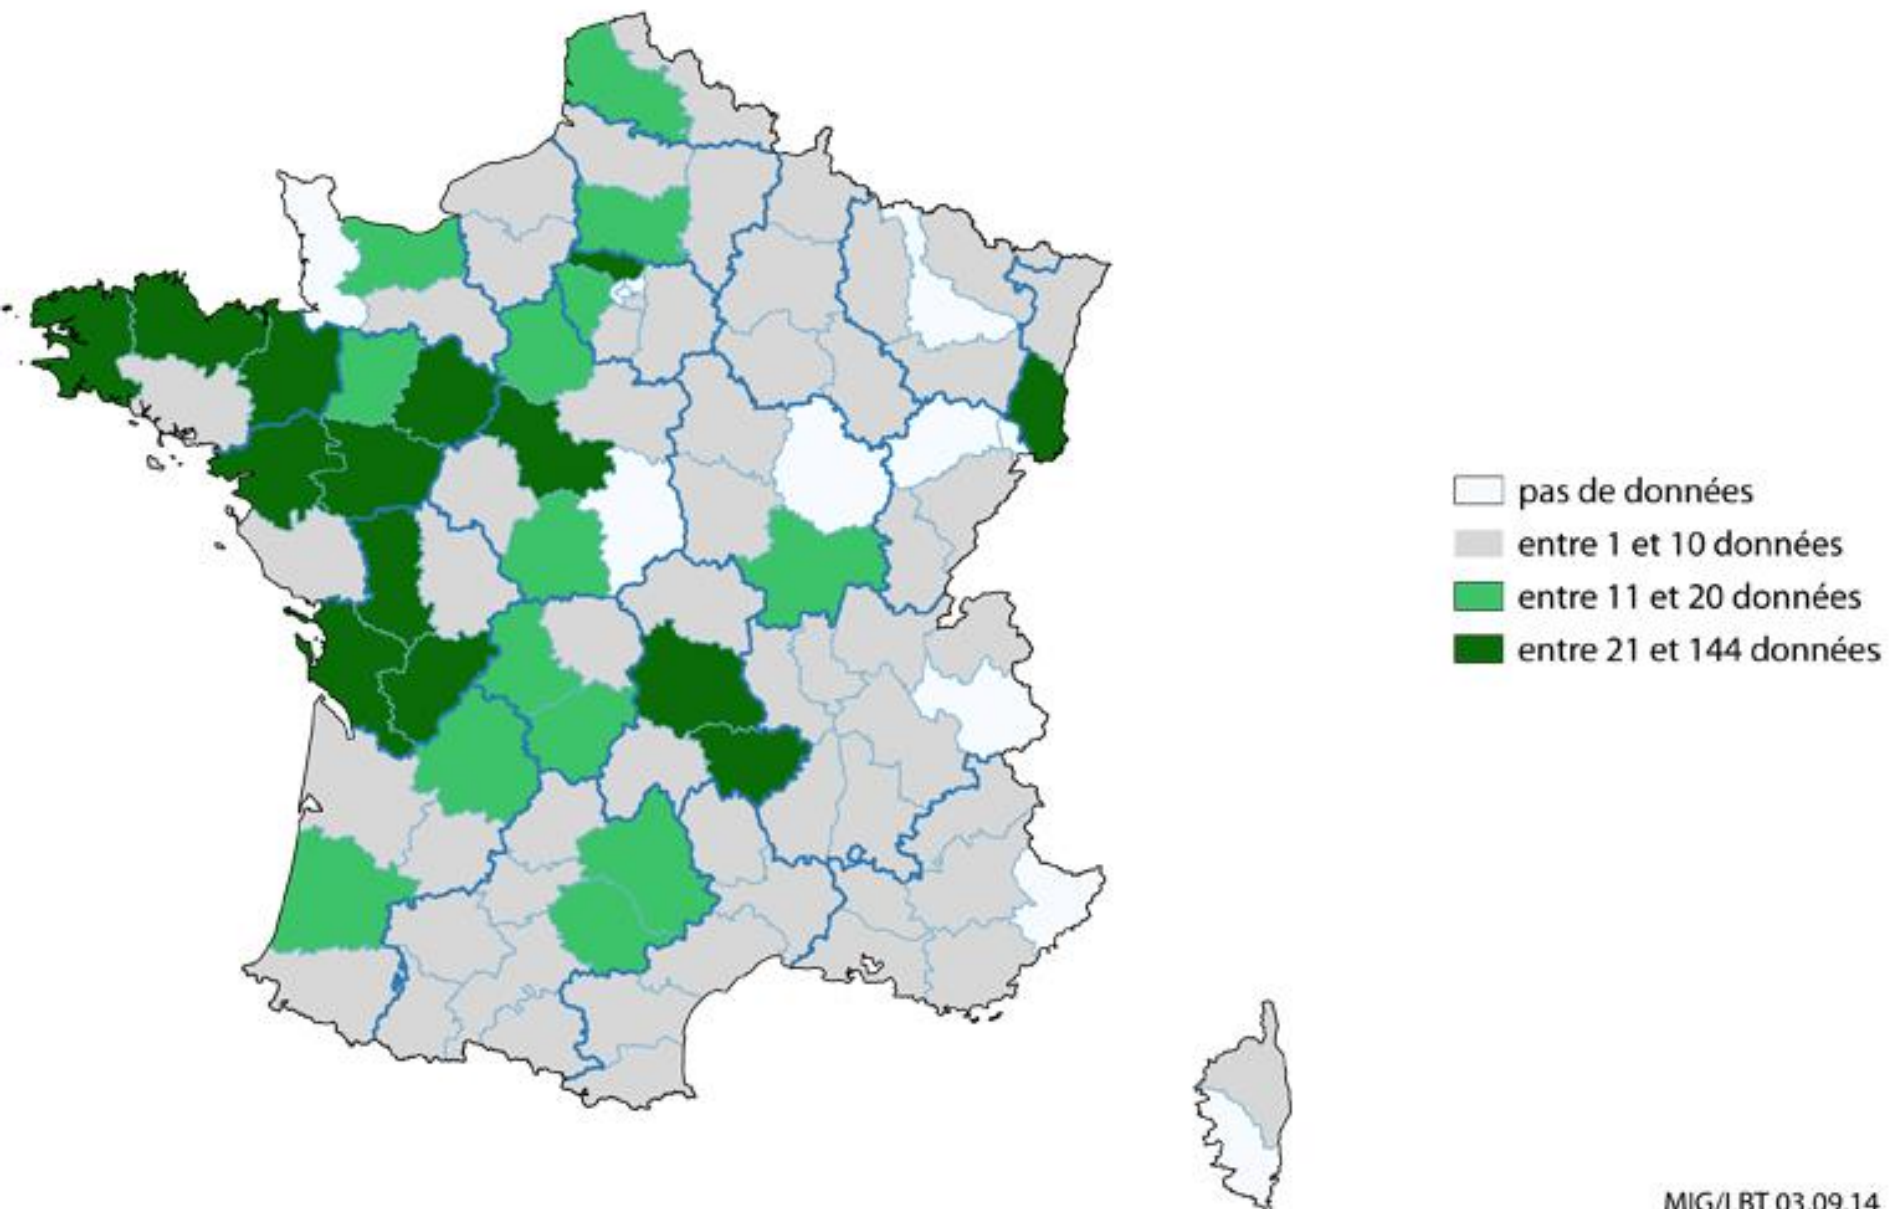 pas de données
entre 1 et 10 données
entre 11 et 20 données
entre 21 et 144 données
MIG/LBT 03.09.14